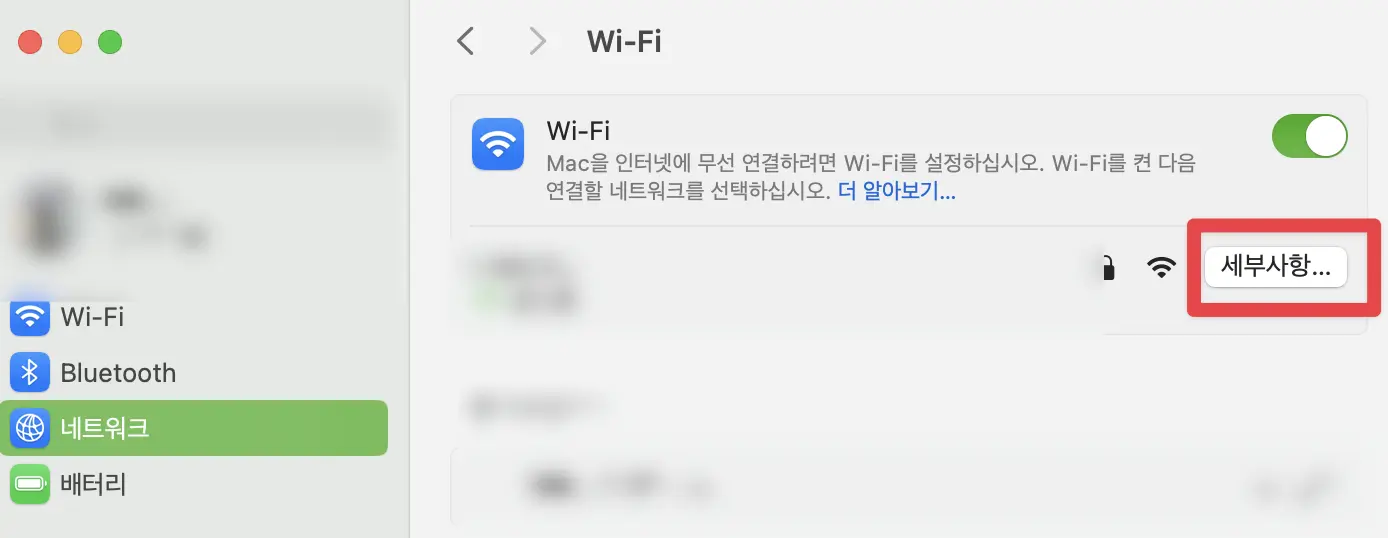 Wi-Fi
Wi-Fi
Mac을 인터넷에 무선 연결하려면 Wi-Fi를 설정하십시오. Wi-Fi를 켠 다음
연결할 네트워크를 선택하십시오. 더 알아보기...
세부사항...
Wi-Fi
Bluetooth
네트워크
배터리